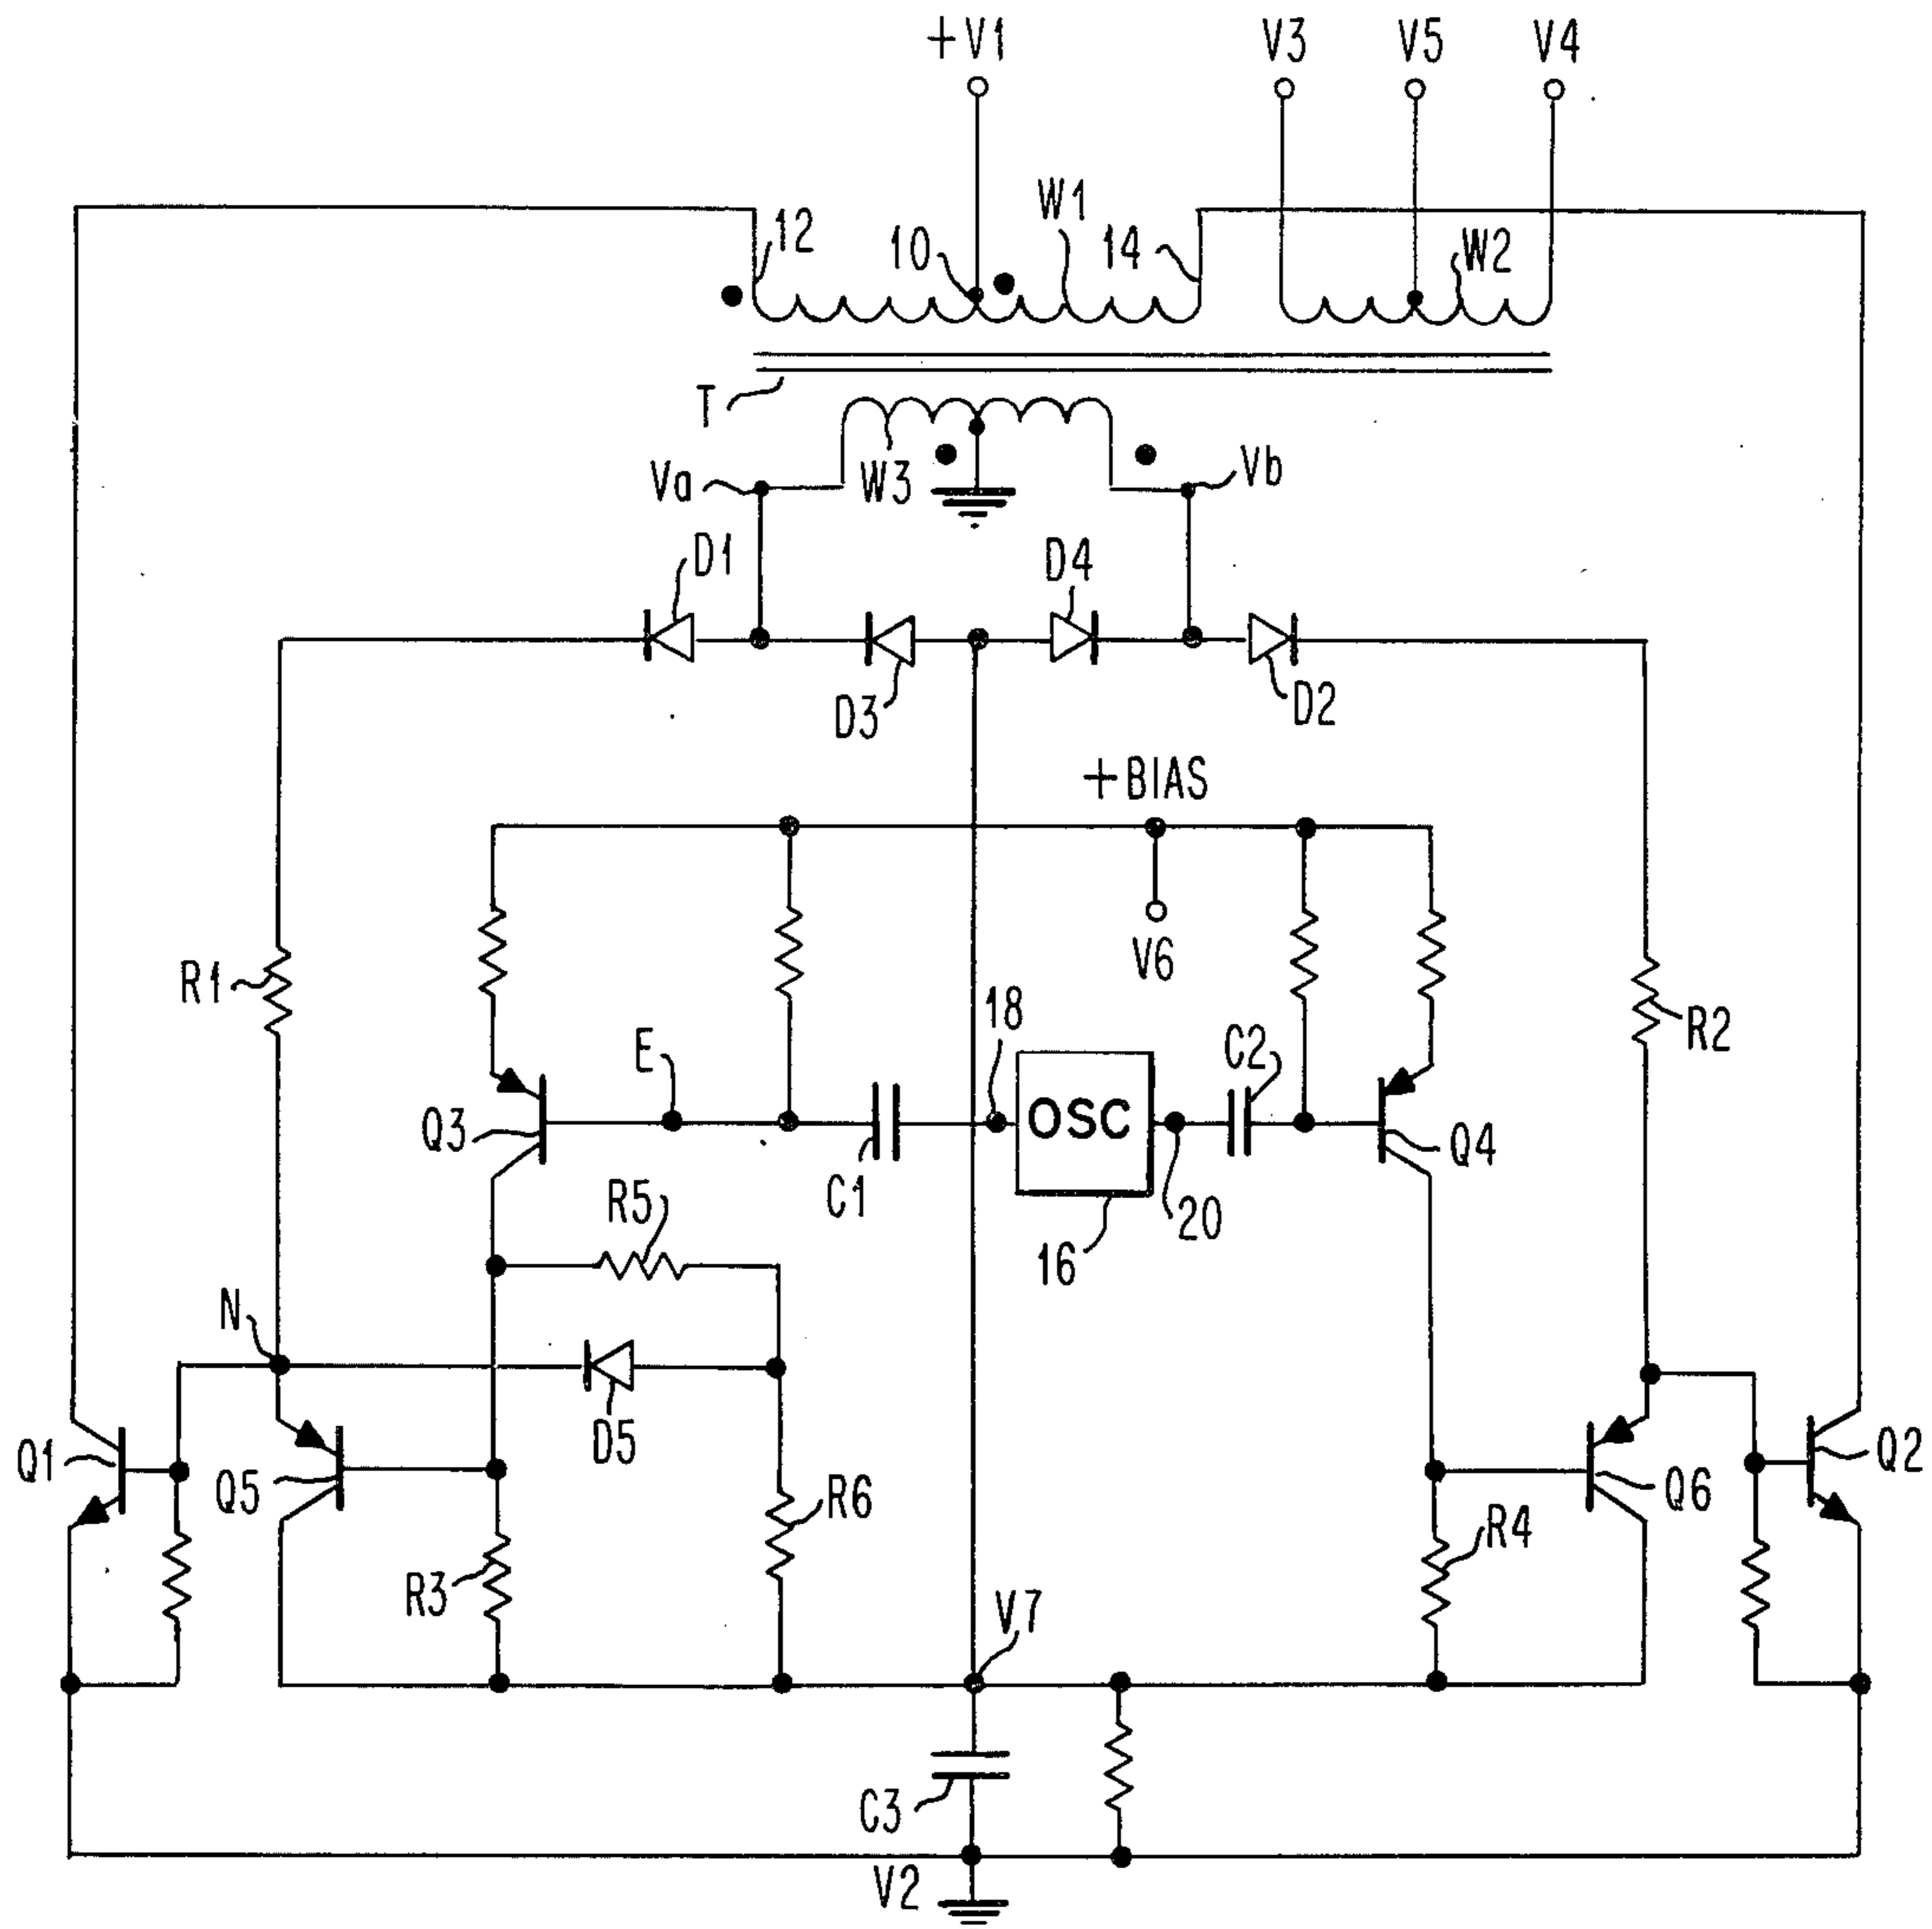 +V1
V3
V5
V4
12
10
W1
14
W2
T
Va
W3
Vb
D1
D4
D3
D2
+BIAS
V6
R1
18
E
C2
R2
OSC
Q3
Q4
C1
R5
20
16
N
D5
Q1
Q5
R6
Q6
Q2
R3
R4
V7
C3
V2